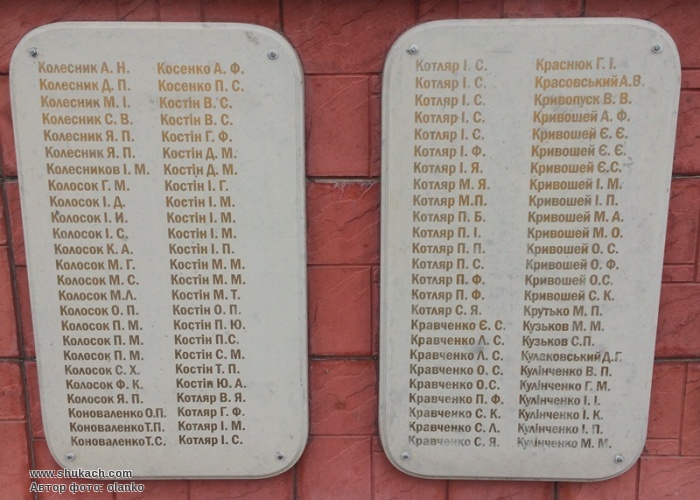 Колесник А. Н.
Колесник Д. П.
Колесник М. І.
Колесник С. В.
Колесник Я. П.
Колесник Я. П.
Колесников І. М.
Колосок Г. М.
Колосок І. Д.
Колосок І. И.
Колосок І. С.
Колосок К. А.
Колосок М. Г.
Колосок М. С.
Колосок М.Л.
Колосок О. П.
Колосок П. М.
Колосок П. М.
Колосок П. М.
Колосок С. Х.
Колосок Ф. К.
Колосок Я. П.
Коноваленко О.П.
Коноваленко Т.П.
Коноваленко Т.С.
Косенко А. Ф.
Косенко П. С.
Костін В. С.
Костін В. С.
Костін Г. Ф.
Костін Д. М.
Костін Д. М.
Костін І. Г.
Костін І. М.
Костін І. М.
Костін І. М.
Костін І. П.
Костін М. М.
Костін М. М.
Костін М. Т.
Костін О. П.
Костін П. Ю.
Костін П.С.
Костін С. М.
Костін Т. П.
Костін Ю. А.
Котляр В. Я.
Котляр Г. Ф.
Котляр І. М.
Котляр І. С.
Котляр І. С.
Котляр І. С.
Котляр І. С.
Котляр І. С.
Котляр І. С.
Котляр І. Ф.
Котляр І. Я.
Котляр М. Я.
Котляр М.П.
Котляр П. Б.
Котляр П. І.
Котляр П. П.
Котляр П. С.
Котляр П. Ф.
Котляр П. Ф.
Котляр С. Я.
Кравченко Є. С.
Кравченко Л. С.
Кравченко Л. С.
Кравченко О. С.
Кравченко О.С.
Кравченко П. Ф.
Кравченко С. К.
Кравченко С. Л.
Кравченко С. Я.
Краснюк Г. І.
Красовський А.В.
Кривопуск В. В.
Кривошей А. Ф.
Кривошей Є. Є.
Кривошей Є. Є.
Кривошей Є.С.
Кривошей І. М.
Кривошей І. П.
Кривошей М. А.
Кривошей М. О.
Кривошей О. С.
Кривошей О. Ф.
Кривошей О.С.
Кривошей С. К.
Крутько М. П.
Кузьков М. М.
Кузьков С.П.
Кулаковський Д.Г.
Кулінченко В. П.
Кулінченко Г. М.
Кулінченко І. І.
Кулінченко І. К.
Кулінченко І. П.
Кулінченко М. М.
www.shukach.com
Автор фото: olanko